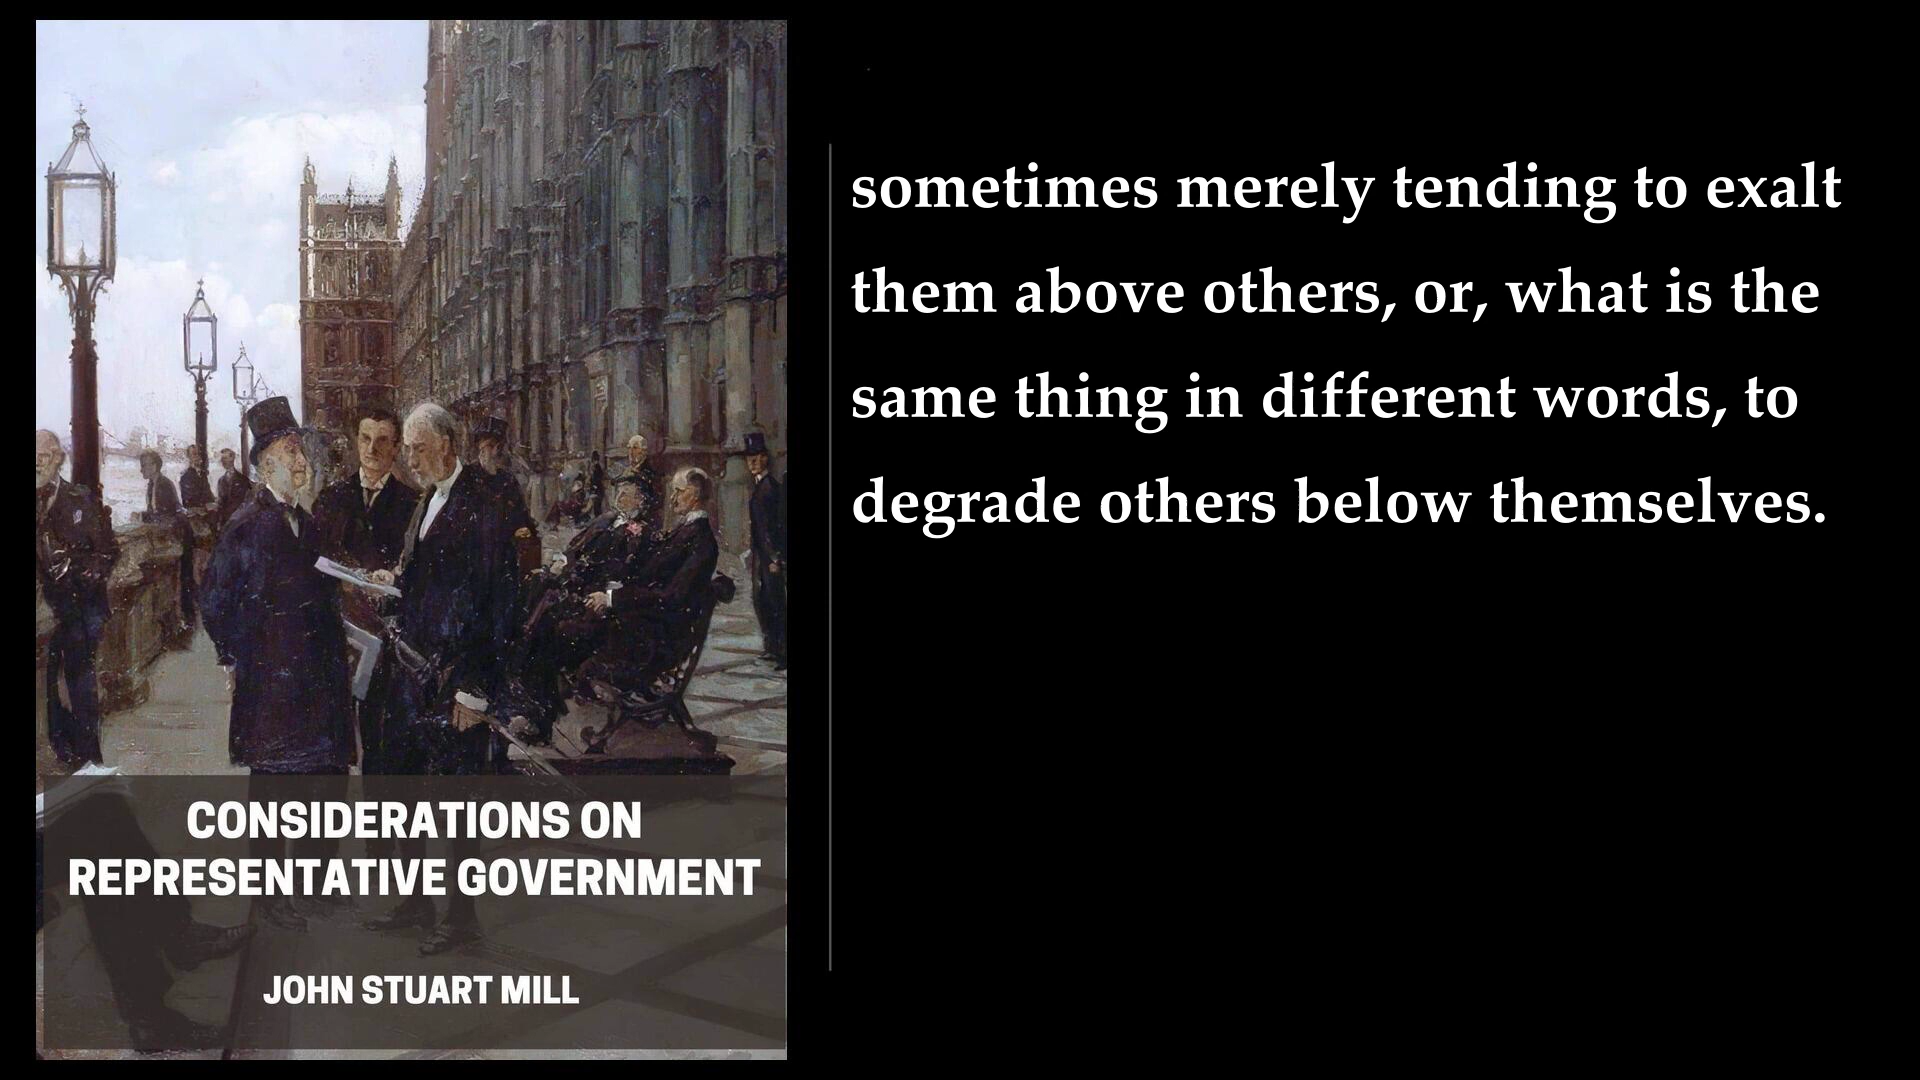 sometimes merely tending to exalt
them above others, or, what is the
same thing in different words, to
degrade others below themselves.
CONSIDERATIONS ON
REPRESENTATIVE GOVERNMENT
JOHN STUART MILL